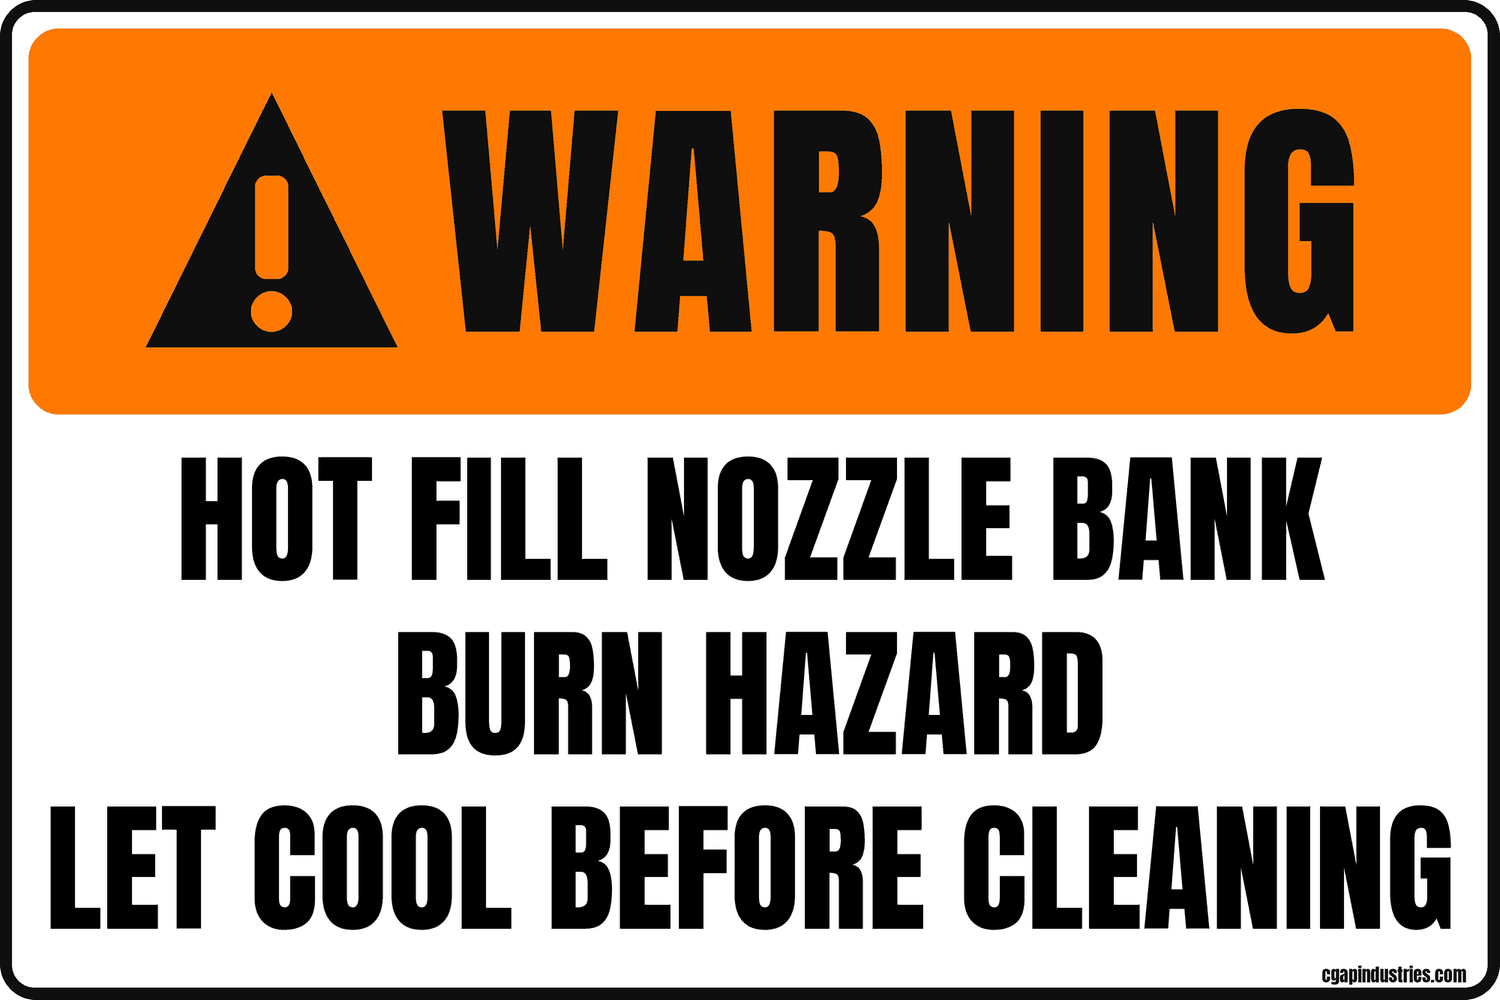 WARNING
HOT FILL NOZZLE BANK
BURN HAZARD
LET COOL BEFORE CLEANING
cgapindustries.com